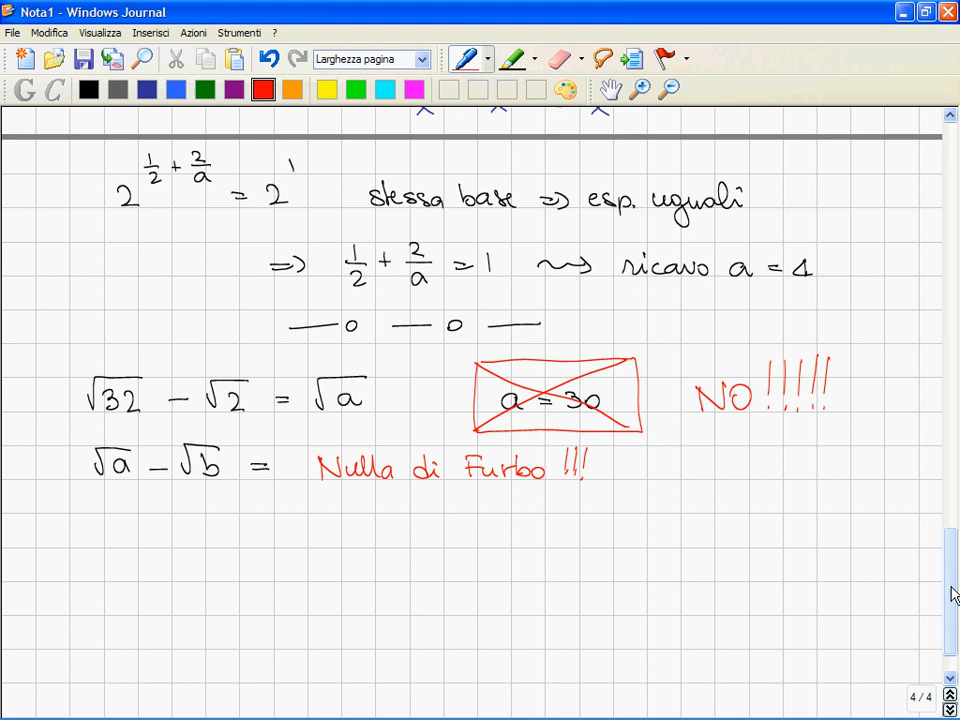 Nota1 - Windows Journal
File Modifica Visualizza Inserisci Azioni Strumenti ?
Larghezza pagina
2^(1/2 + 2/a) = 2^1 stessa base => esp. uguali
=> 1/2 + 2/a = 1 ⇝ ricavo a = 4
—o —o —
√32 − √2 = √a a = 30 NO !!!!!
√a − √b = Nulla di Furbo !!!
4 / 4